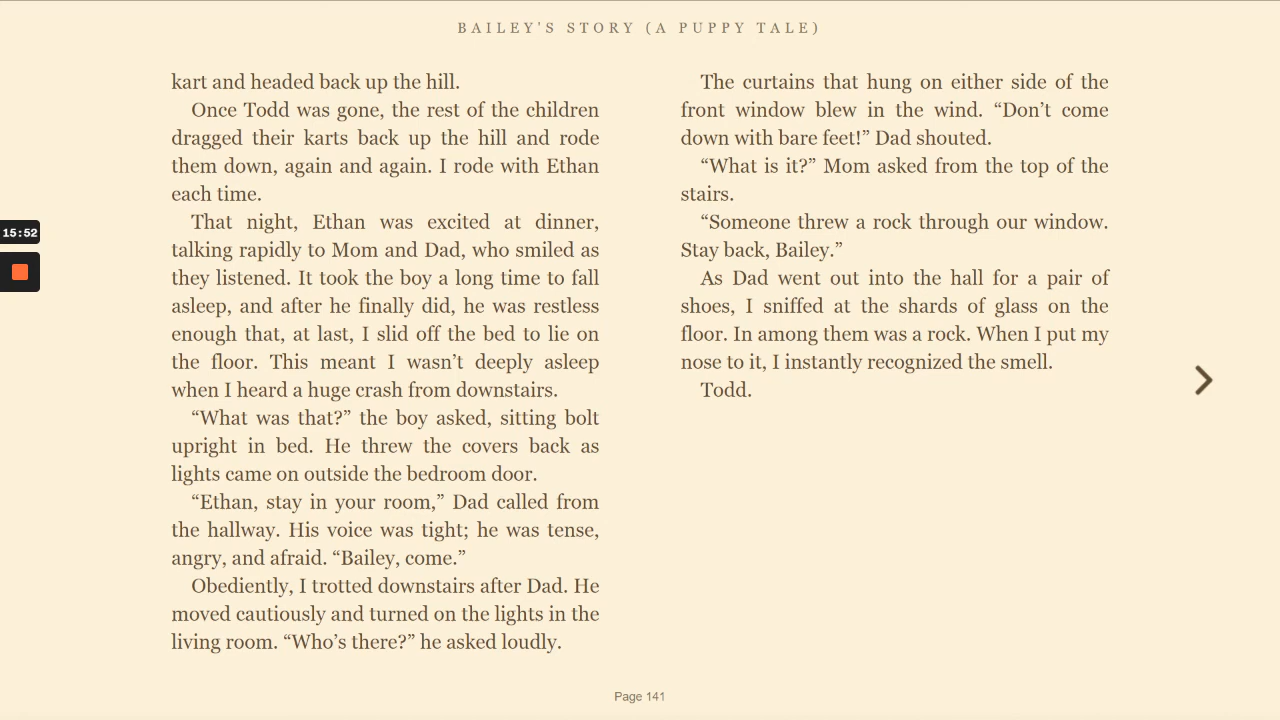 BAILEY'S STORY (A PUPPY TALE)
kart and headed back up the hill.
Once Todd was gone, the rest of the children
dragged their karts back up the hill and rode
them down, again and again. I rode with Ethan
each time.
That night, Ethan was excited at dinner,
talking rapidly to Mom and Dad, who smiled as
they listened. It took the boy a long time to fall
asleep, and after he finally did, he was restless
enough that, at last, I slid off the bed to lie on
the floor. This meant I wasn’t deeply asleep
when I heard a huge crash from downstairs.
“What was that?” the boy asked, sitting bolt
upright in bed. He threw the covers back as
lights came on outside the bedroom door.
“Ethan, stay in your room,” Dad called from
the hallway. His voice was tight; he was tense,
angry, and afraid. “Bailey, come.”
Obediently, I trotted downstairs after Dad. He
moved cautiously and turned on the lights in the
living room. “Who’s there?” he asked loudly.
The curtains that hung on either side of the
front window blew in the wind. “Don’t come
down with bare feet!” Dad shouted.
“What is it?” Mom asked from the top of the
stairs.
“Someone threw a rock through our window.
Stay back, Bailey.”
As Dad went out into the hall for a pair of
shoes, I sniffed at the shards of glass on the
floor. In among them was a rock. When I put my
nose to it, I instantly recognized the smell.
Todd.
15:52
Page 141